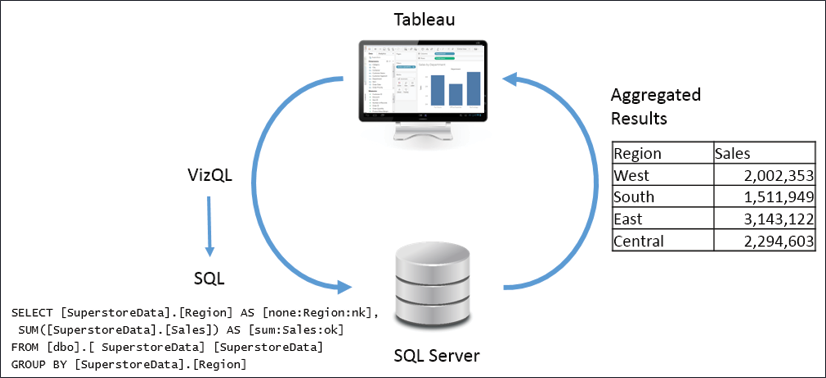 Tableau
VizQL
SQL
SELECT [SuperstoreData].[Region] AS [none:Region:nk],
SUM([SuperstoreData].[Sales]) AS [sum:Sales:ok]
FROM [dbo].[ SuperstoreData] [SuperstoreData]
GROUP BY [SuperstoreData].[Region]
SQL Server
Aggregated
Results
Region Sales
West 2,002,353
South 1,511,949
East 3,143,122
Central 2,294,603